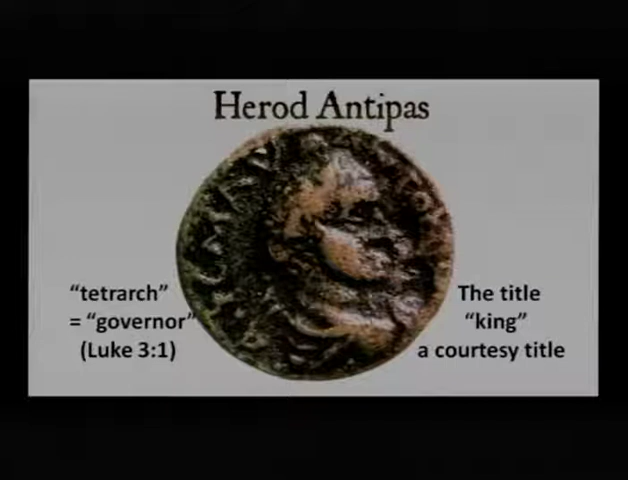 Herod Antipas
“tetrarch”
= “governor”
(Luke 3:1)
The title
“king”
a courtesy title